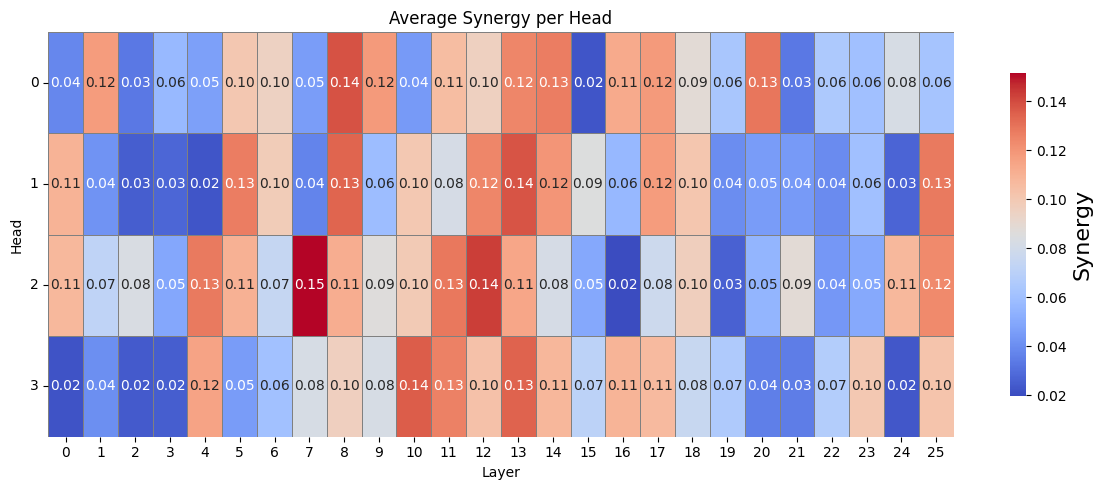 Average Synergy per Head
0 0.04 0.12 0.03 0.06 0.05 0.10 0.10 0.05 0.14 0.12 0.04 0.11 0.10 0.12 0.13 0.02 0.11 0.12 0.09 0.06 0.13 0.03 0.06 0.06 0.08 0.06
1 0.11 0.04 0.03 0.03 0.02 0.13 0.10 0.04 0.13 0.06 0.10 0.08 0.12 0.14 0.12 0.09 0.06 0.12 0.10 0.04 0.05 0.04 0.04 0.06 0.03 0.13
2 0.11 0.07 0.08 0.05 0.13 0.11 0.07 0.15 0.11 0.09 0.10 0.13 0.14 0.11 0.08 0.05 0.02 0.08 0.10 0.03 0.05 0.09 0.04 0.05 0.11 0.12
3 0.02 0.04 0.02 0.02 0.12 0.05 0.06 0.08 0.10 0.08 0.14 0.13 0.10 0.13 0.11 0.07 0.11 0.11 0.08 0.07 0.04 0.03 0.07 0.10 0.02 0.10
0 1 2 3 4 5 6 7 8 9 10 11 12 13 14 15 16 17 18 19 20 21 22 23 24 25
Layer
Head
0.14
0.12
0.10
0.08
0.06
0.04
0.02
Synergy